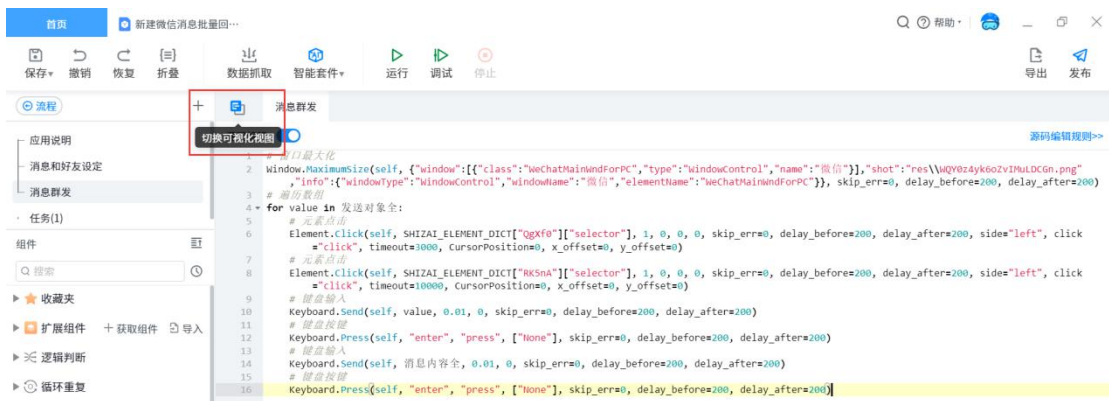 首页
新建微信消息批量回…
帮助
保存
撤销
恢复
折叠
数据抓取
智能套件
运行
调试
停止
导出
发布
流程
消息群发
应用说明
切换可视化视图
源码编辑规则>>
消息和好友设定
消息群发
任务(1)
组件
搜索
收藏夹
扩展组件
+ 获取组件
导入
逻辑判断
循环重复
1 # 窗口最大化
2 Window.MaximumSize(self, {"window":[{"class":"WeChatMainWndForPC","type":"WindowControl","name":"微信"}],"shot":"res\\WQY0z4yk6oZvIMuLDCGn.png"
,"info":{"windowType":"WindowControl","windowName":"微信","elementName":"WeChatMainWndForPC"}}, skip_err=0, delay_before=200, delay_after=200)
3 # 遍历数组
4 for value in 发送对象全:
5 # 元素点击
6 Element.Click(self, SHIZAI_ELEMENT_DICT["QgXf0"]["selector"], 1, 0, 0, 0, skip_err=0, delay_before=200, delay_after=200, side="left", click
="click", timeout=3000, CursorPosition=0, x_offset=0, y_offset=0)
7 # 元素点击
8 Element.Click(self, SHIZAI_ELEMENT_DICT["RK5nA"]["selector"], 1, 0, 0, 0, skip_err=0, delay_before=200, delay_after=200, side="left", click
="click", timeout=10000, CursorPosition=0, x_offset=0, y_offset=0)
9 # 键盘输入
10 Keyboard.Send(self, value, 0.01, 0, skip_err=0, delay_before=200, delay_after=200)
11 # 键盘按键
12 Keyboard.Press(self, "enter", "press", ["None"], skip_err=0, delay_before=200, delay_after=200)
13 # 键盘输入
14 Keyboard.Send(self, 消息内容全, 0.01, 0, skip_err=0, delay_before=200, delay_after=200)
15 # 键盘按键
16 Keyboard.Press(self, "enter", "press", ["None"], skip_err=0, delay_before=200, delay_after=200)